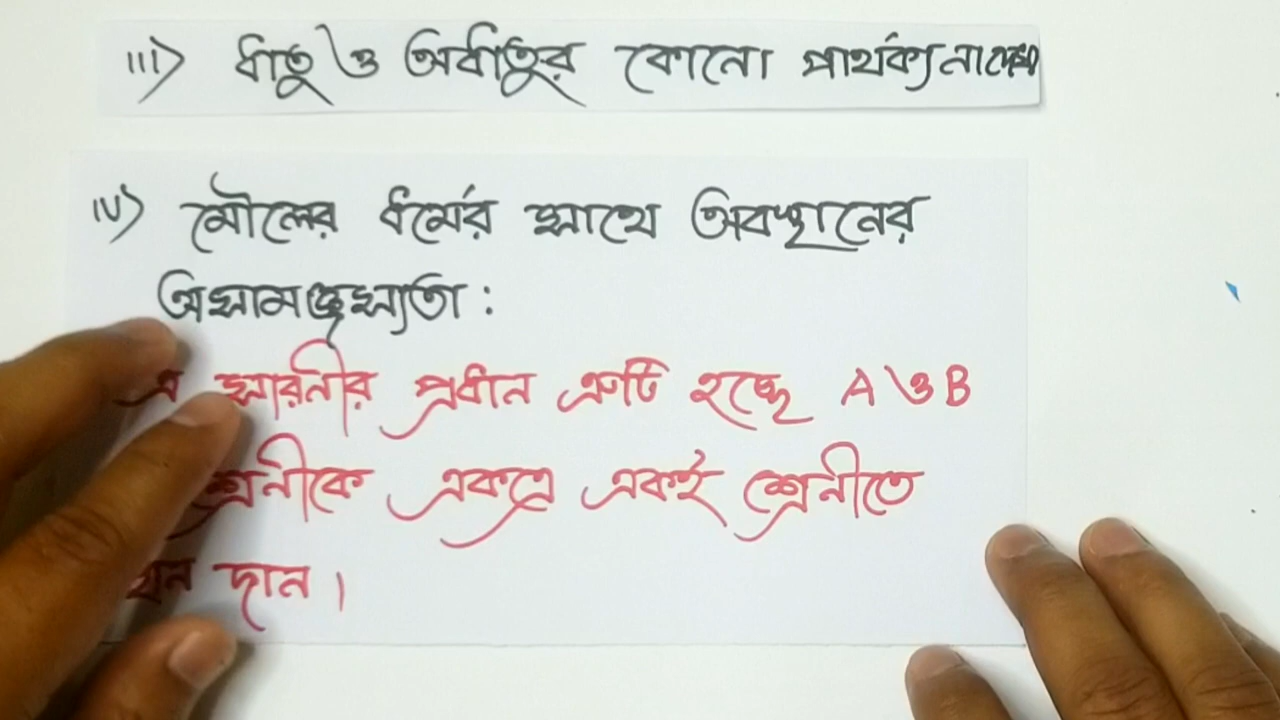 III) ধাতু ও অধাতুর কোনো পার্থক্য না
IV) মৌলের ধর্মের সাথে অবস্থানের
অসামঞ্জস্যতা :
এ সারনীর প্রধান ত্রুটি হচ্ছে A ও B
শ্রেনীকে একত্রে একই শ্রেনীতে
দান।